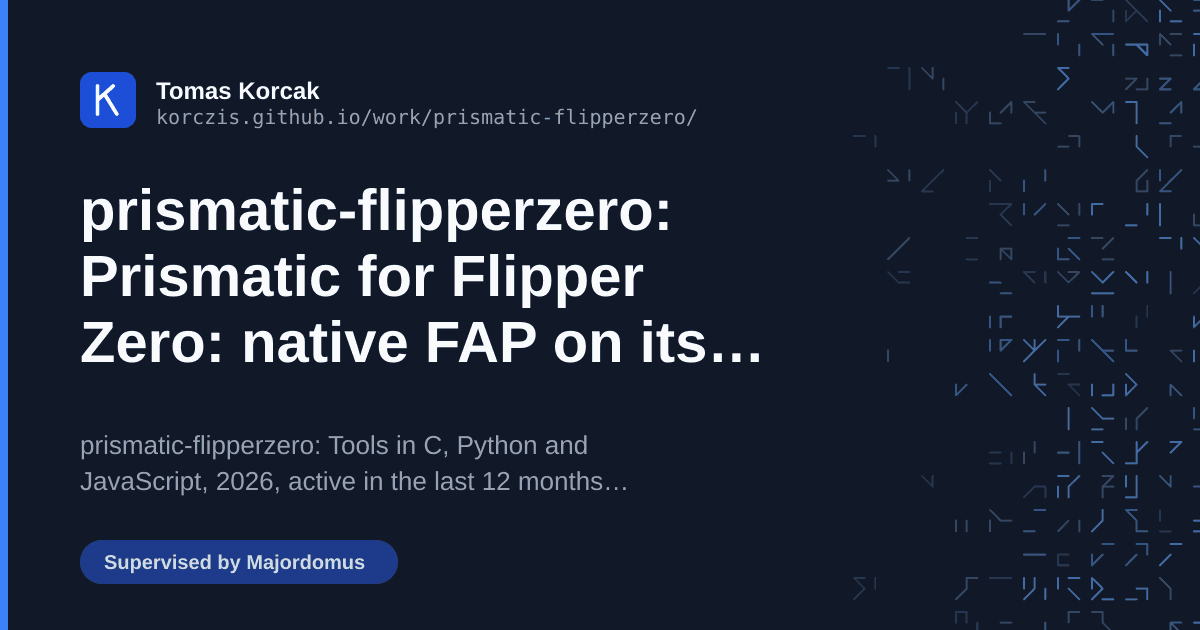 Tomas Korcak
korczis.github.io/work/prismatic-flipperzero/
prismatic-flipperzero:
Prismatic for Flipper
Zero: native FAP on its…
prismatic-flipperzero: Tools in C, Python and
JavaScript, 2026, active in the last 12 months…
Supervised by Majordomus